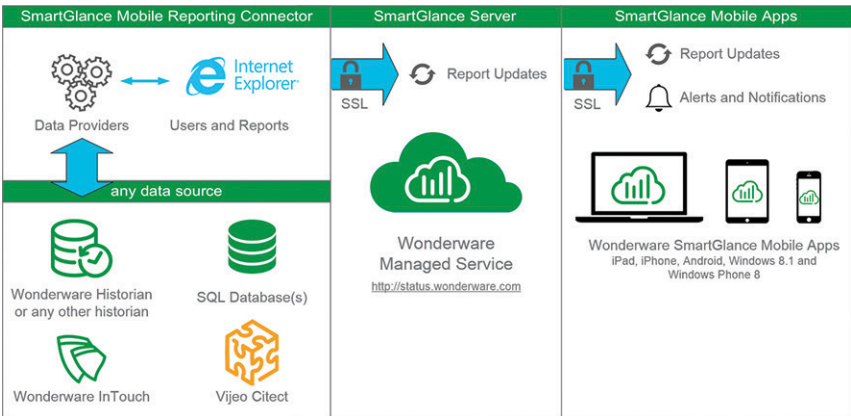 SmartGlance Mobile Reporting Connector
Internet
Explorer
Data Providers
Users and Reports
any data source
Wonderware Historian
or any other historian
SQL Database(s)
Wonderware InTouch
Vijeo Citect
SmartGlance Server
SSL
Report Updates
Wonderware
Managed Service
http://status.wonderware.com
SmartGlance Mobile Apps
SSL
Report Updates
Alerts and Notifications
Wonderware SmartGlance Mobile Apps
iPad, iPhone, Android, Windows 8.1 and
Windows Phone 8